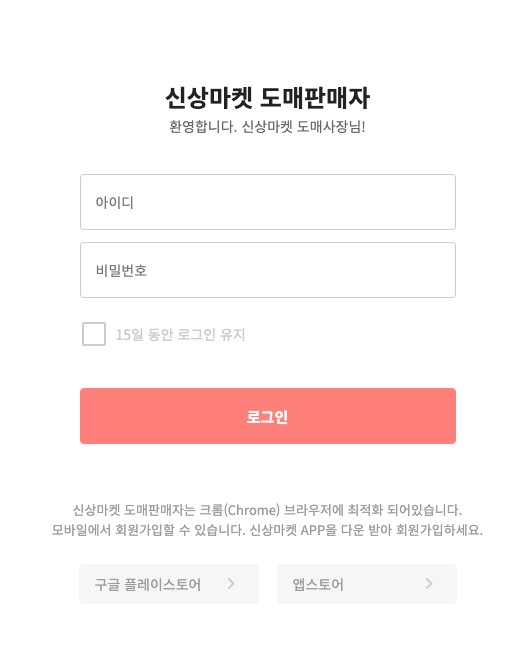 신상마켓 도매판매자
환영합니다. 신상마켓 도매사장님!
아이디
비밀번호
15일 동안 로그인 유지
로그인
신상마켓 도매판매자는 크롬(Chrome) 브라우저에 최적화 되어있습니다.
모바일에서 회원가입할 수 있습니다. 신상마켓 APP을 다운 받아 회원가입하세요.
구글 플레이스토어
앱스토어